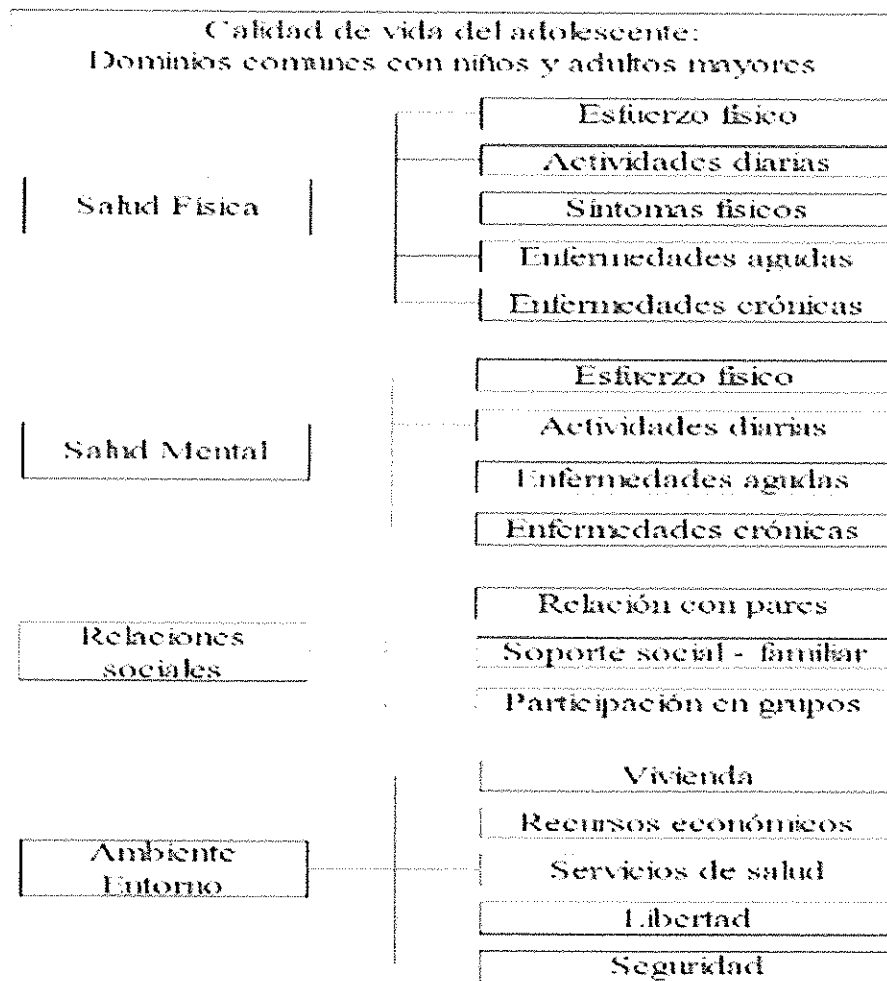 Calidad de vida del adolescente:
Dominios comunes con niños y adultos mayores
Salud Física
Esfuerzo físico
Actividades diarias
Síntomas físicos
Enfermedades agudas
Enfermedades crónicas
Salud Mental
Esfuerzo físico
Actividades diarias
Enfermedades agudas
Enfermedades crónicas
Relaciones
sociales
Relación con pares
Soporte social - familiar
Participación en grupos
Ambiente
Entorno
Vivienda
Recursos económicos
Servicios de salud
Libertad
Seguridad